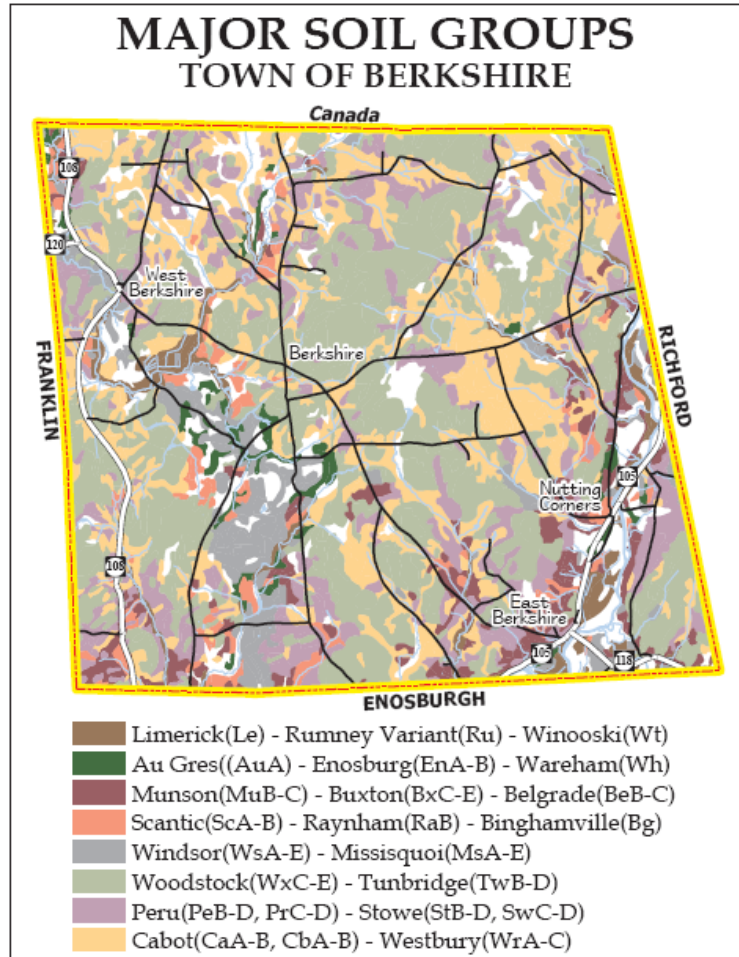 MAJOR SOIL GROUPS
TOWN OF BERKSHIRE
Canada
108
120
West
Berkshire
Berkshire
FRANKLIN
RICHFORD
105
Nutting
Corners
108
East
Berkshire
105
118
ENOSBURGH
Limerick(Le) - Rumney Variant(Ru) - Winooski(Wt)
Au Gres((AuA) - Enosburg(EnA-B) - Wareham(Wh)
Munson(MuB-C) - Buxton(BxC-E) - Belgrade(BeB-C)
Scantic(ScA-B) - Raynham(RaB) - Binghamville(Bg)
Windsor(WsA-E) - Missisquoi(MsA-E)
Woodstock(WxC-E) - Tunbridge(TwB-D)
Peru(PeB-D, PrC-D) - Stowe(StB-D, SwC-D)
Cabot(CaA-B, CbA-B) - Westbury(WrA-C)